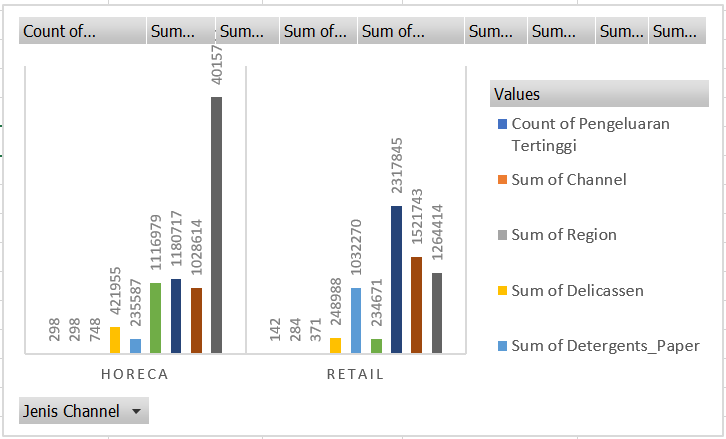 Count of...
Sum...
Sum...
Sum of...
Sum of...
Sum...
Sum...
Sum...
Sum...
298
298
748
421955
235587
1116979
1180717
1028614
40157
142
284
371
248988
1032270
234671
2317845
1521743
1264414
HORECA
RETAIL
Values
Count of Pengeluaran
Tertinggi
Sum of Channel
Sum of Region
Sum of Delicassen
Sum of Detergents_Paper
Jenis Channel